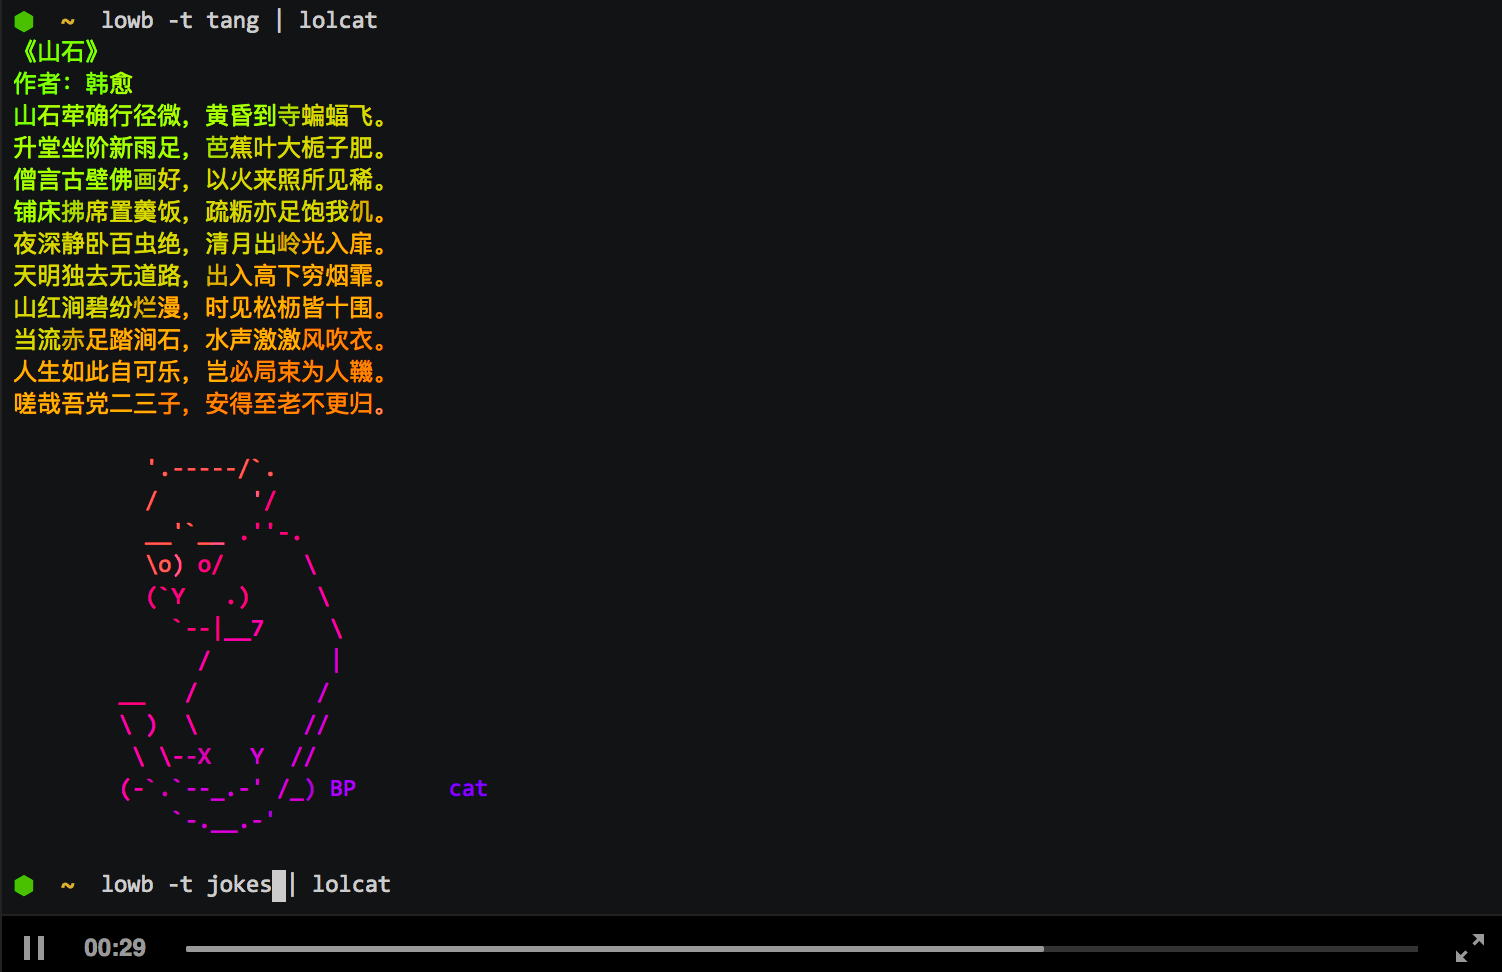 ~ lowb -t tang | lolcat
《山石》
作者：韩愈
山石荦确行径微，黄昏到寺蝙蝠飞。
升堂坐阶新雨足，芭蕉叶大栀子肥。
僧言古壁佛画好，以火来照所见稀。
铺床拂席置羹饭，疏粝亦足饱我饥。
夜深静卧百虫绝，清月出岭光入扉。
天明独去无道路，出入高下穷烟霏。
山红涧碧纷烂漫，时见松枥皆十围。
当流赤足踏涧石，水声激激风吹衣。
人生如此自可乐，岂必局束为人鞿。
嗟哉吾党二三子，安得至老不更归。
          '.-----/`.
          /       '/
          __'`__ .''-.
          \o) o/      \
          (`Y   .)     \
            `--|__7     \
              /         |
        __   /         /
        \ )  \        //
         \ \--X   Y  //
        (-`.`--_.-' /_) BP       cat
            `-.__.-'
~ lowb -t jokes | lolcat
00:29